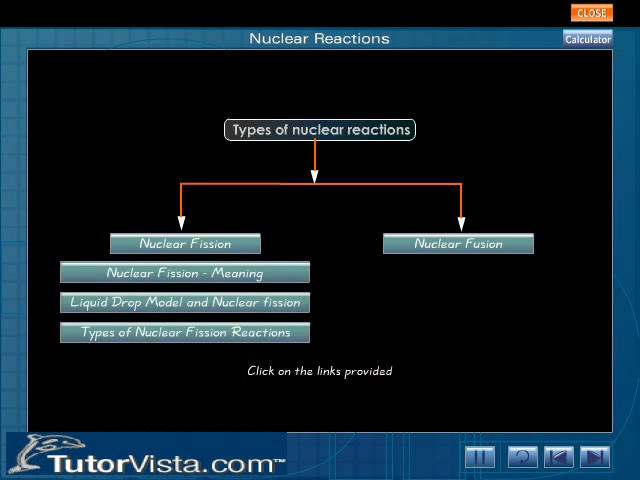 CLOSE
Nuclear Reactions
Calculator
Types of nuclear reactions
Nuclear Fission
Nuclear Fusion
Nuclear Fission - Meaning
Liquid Drop Model and Nuclear fission
Types of Nuclear Fission Reactions
Click on the links provided
TutorVista.com™